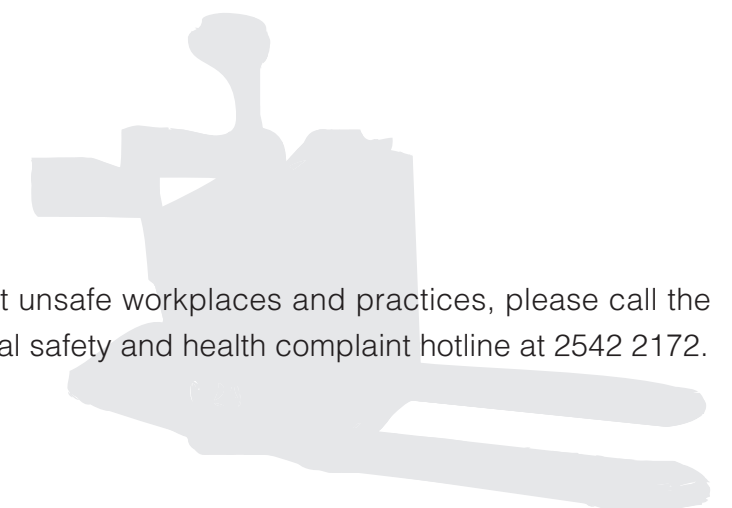 t unsafe workplaces and practices, please call the
al safety and health complaint hotline at 2542 2172.